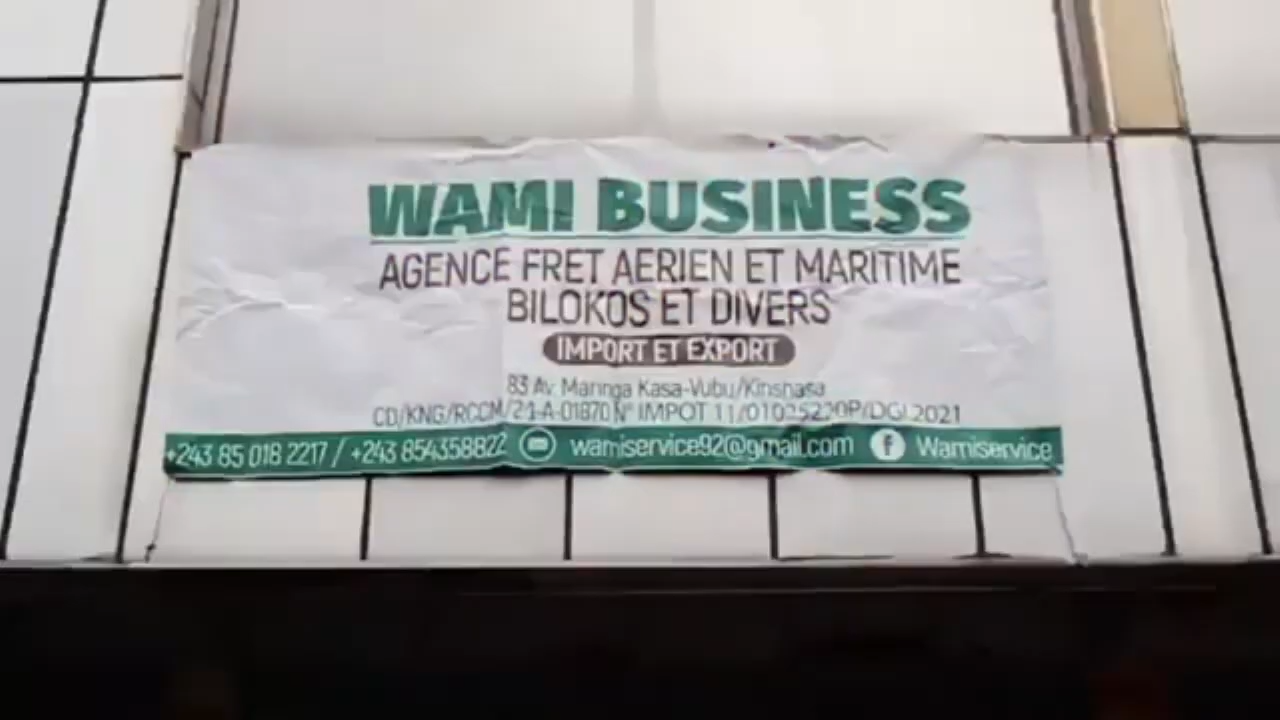 WAMI BUSINESS
AGENCE FRET AERIEN ET MARITIME
BILOKOS ET DIVERS
IMPORT ET EXPORT
83 Av. Maringa Kasa-Vubu/Kinshasa
CD/KNG/RCCM/21-A-01870 N° IMPOT
+243 85 018 2217 / +243 854358822 wamiservice92@gmail.com Wamiservice